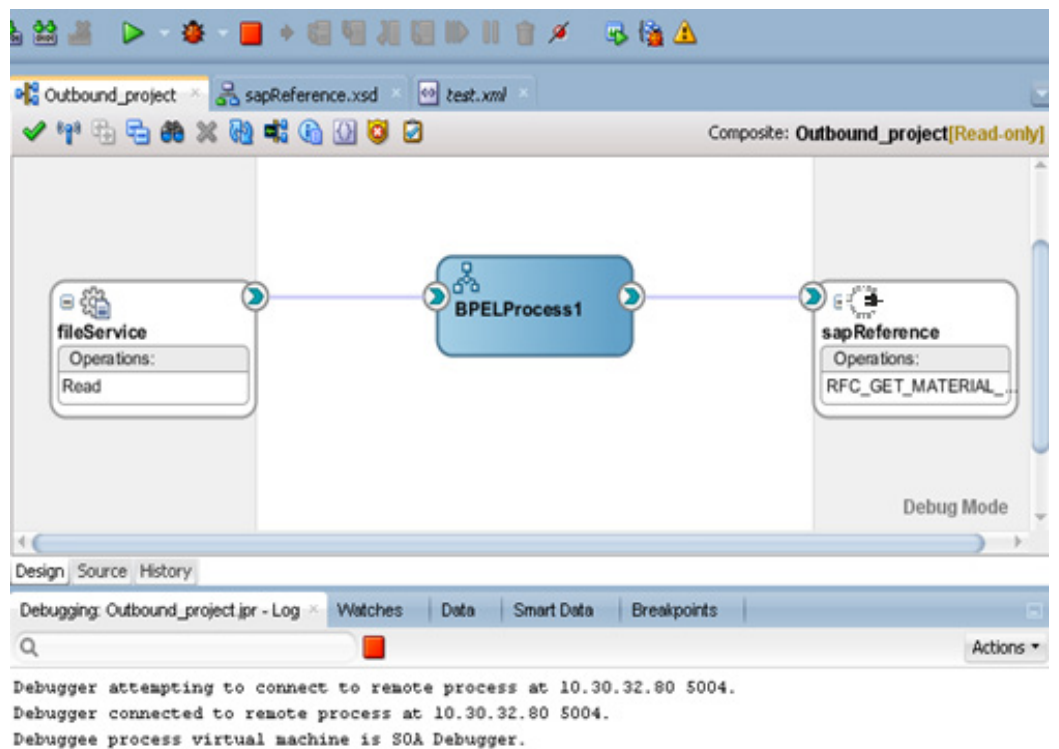 Outbound_project sapReference.xsd test.xml
Composite: Outbound_project[Read-only]
BPELProcess1
fileService
Operations:
Read
sapReference
Operations:
RFC_GET_MATERIAL_...
Debug Mode
Design Source History
Debugging: Outbound_project.jpr - Log Watches Data Smart Data Breakpoints
Actions
Debugger attempting to connect to remote process at 10.30.32.80 5004.
Debugger connected to remote process at 10.30.32.80 5004.
Debuggee process virtual machine is SOA Debugger.